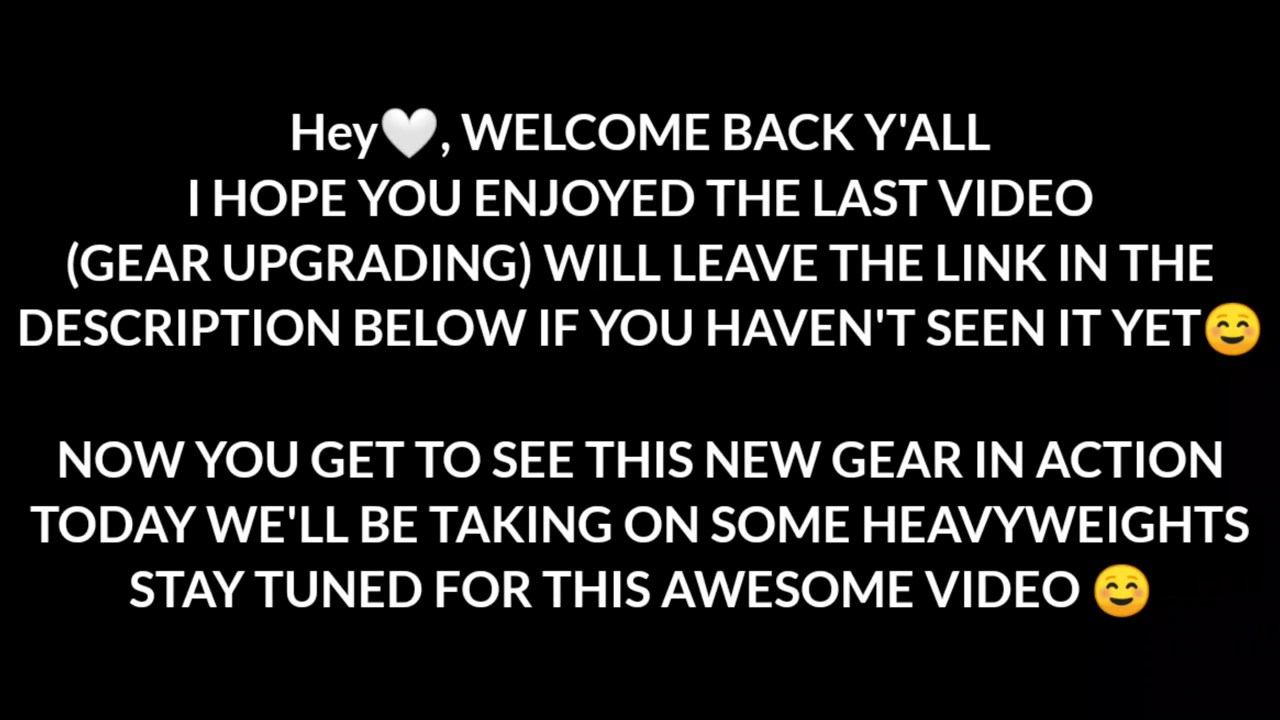 Hey🤍, WELCOME BACK Y'ALL
I HOPE YOU ENJOYED THE LAST VIDEO
(GEAR UPGRADING) WILL LEAVE THE LINK IN THE
DESCRIPTION BELOW IF YOU HAVEN'T SEEN IT YET☺️
NOW YOU GET TO SEE THIS NEW GEAR IN ACTION
TODAY WE'LL BE TAKING ON SOME HEAVYWEIGHTS
STAY TUNED FOR THIS AWESOME VIDEO ☺️